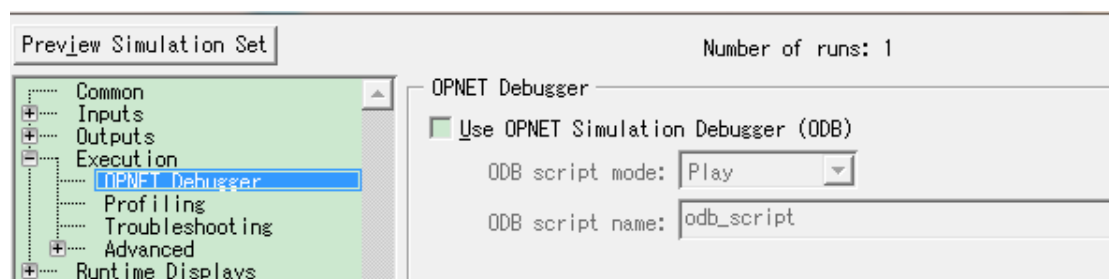 Preview Simulation Set
Number of runs: 1
Common
Inputs
Outputs
Execution
OPNET Debugger
Profiling
Troubleshooting
Advanced
Runtime Displays
OPNET Debugger
Use OPNET Simulation Debugger (ODB)
ODB script mode: Play
ODB script name: odb_script